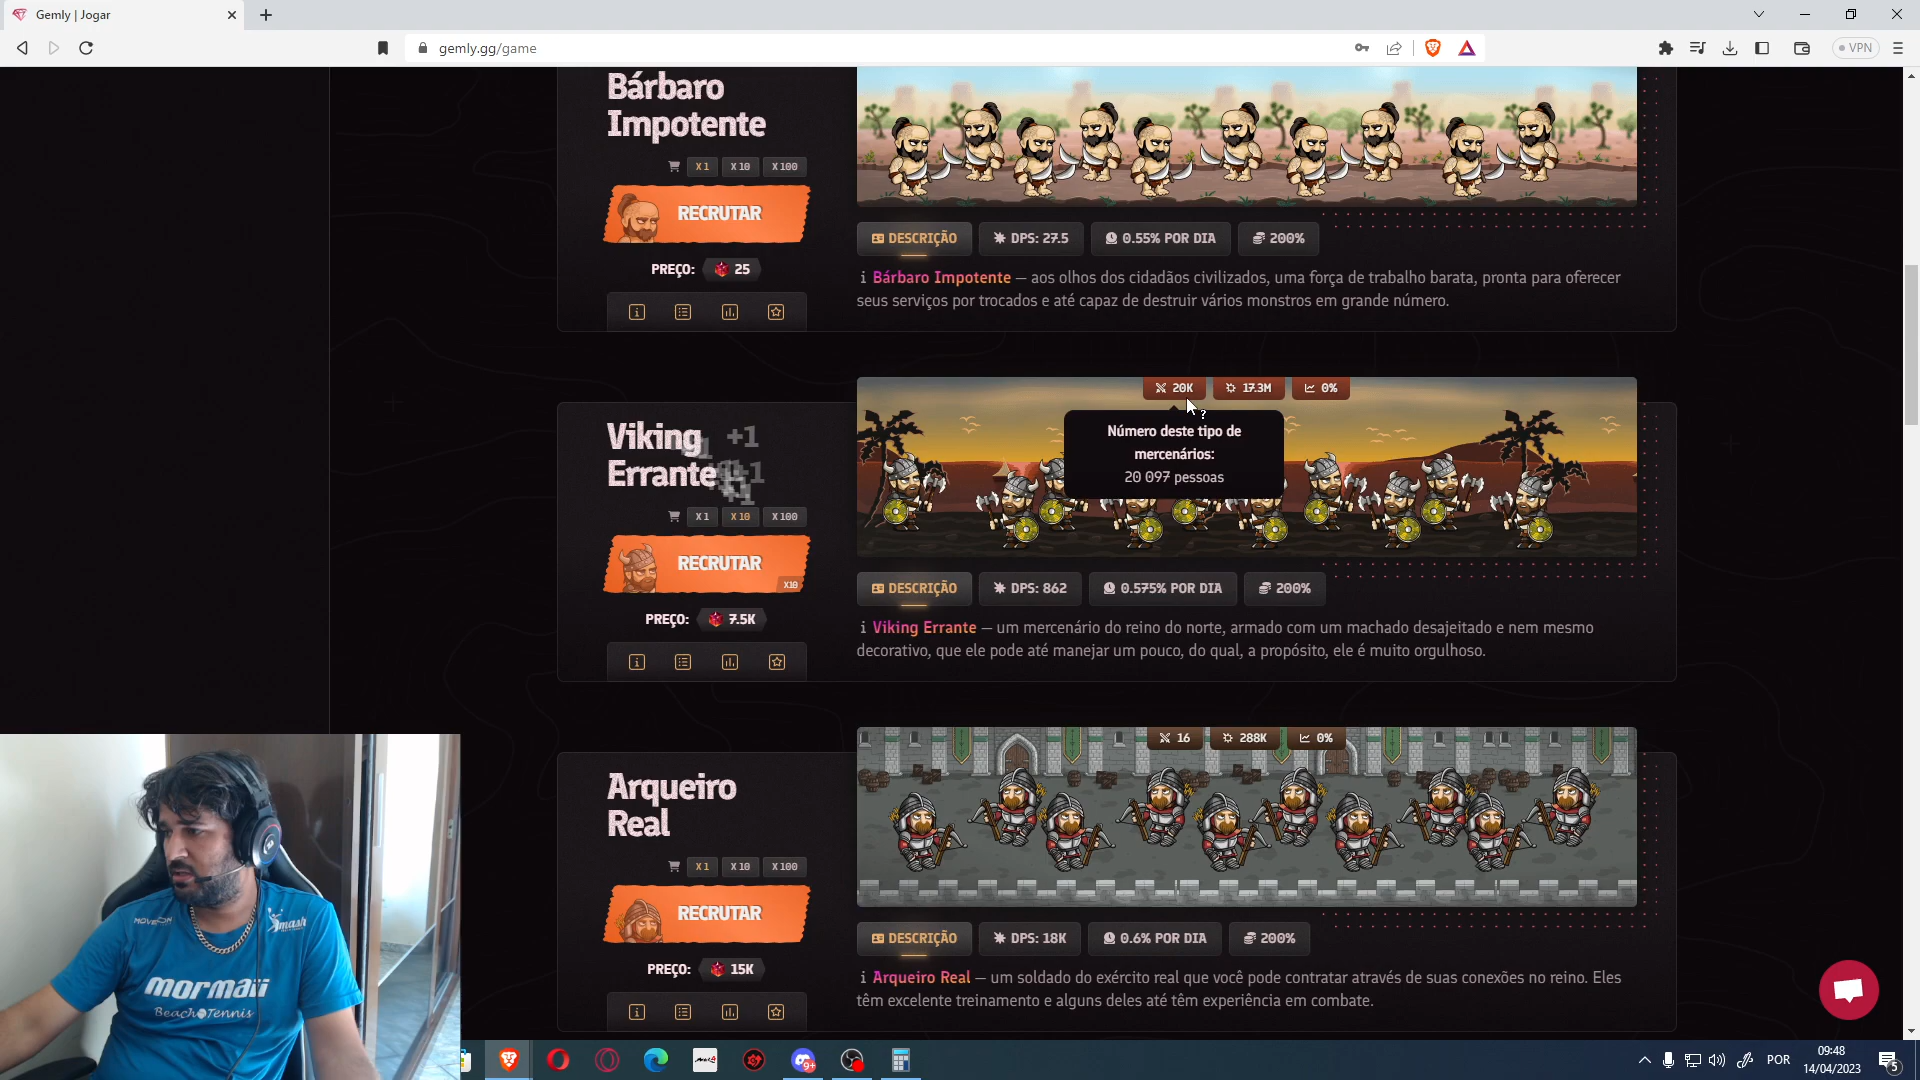 Gemly | Jogar
gemly.gg/game
VPN
Bárbaro
Impotente
X1 X10 X100
RECRUTAR
PREÇO: 25
DESCRIÇÃO DPS: 27.5 0.55% POR DIA 200%
i Bárbaro Impotente — aos olhos dos cidadãos civilizados, uma força de trabalho barata, pronta para oferecer
seus serviços por trocados e até capaz de destruir vários monstros em grande número.
20K 17.3M 0%
Número deste tipo de
mercenários:
20 097 pessoas
Viking
Errante
+1
+1
X1 X10 X100
RECRUTAR
X10
PREÇO: 7.5K
DESCRIÇÃO DPS: 862 0.575% POR DIA 200%
i Viking Errante — um mercenário do reino do norte, armado com um machado desajeitado e nem mesmo
decorativo, que ele pode até manejar um pouco, do qual, a propósito, ele é muito orgulhoso.
16 288K 0%
Arqueiro
Real
X1 X10 X100
RECRUTAR
PREÇO: 15K
DESCRIÇÃO DPS: 18K 0.6% POR DIA 200%
i Arqueiro Real — um soldado do exército real que você pode contratar através de suas conexões no reino. Eles
têm excelente treinamento e alguns deles até têm experiência em combate.
smash
mormaii
Beach Tennis
9+
POR
09:48
14/04/2023
5